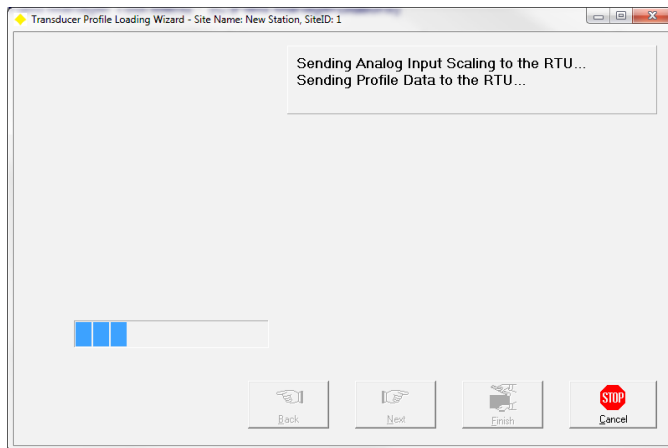 Transducer Profile Loading Wizard - Site Name: New Station, SiteID: 1
Sending Analog Input Scaling to the RTU...
Sending Profile Data to the RTU...
Back
Next
Finish
STOP
Cancel